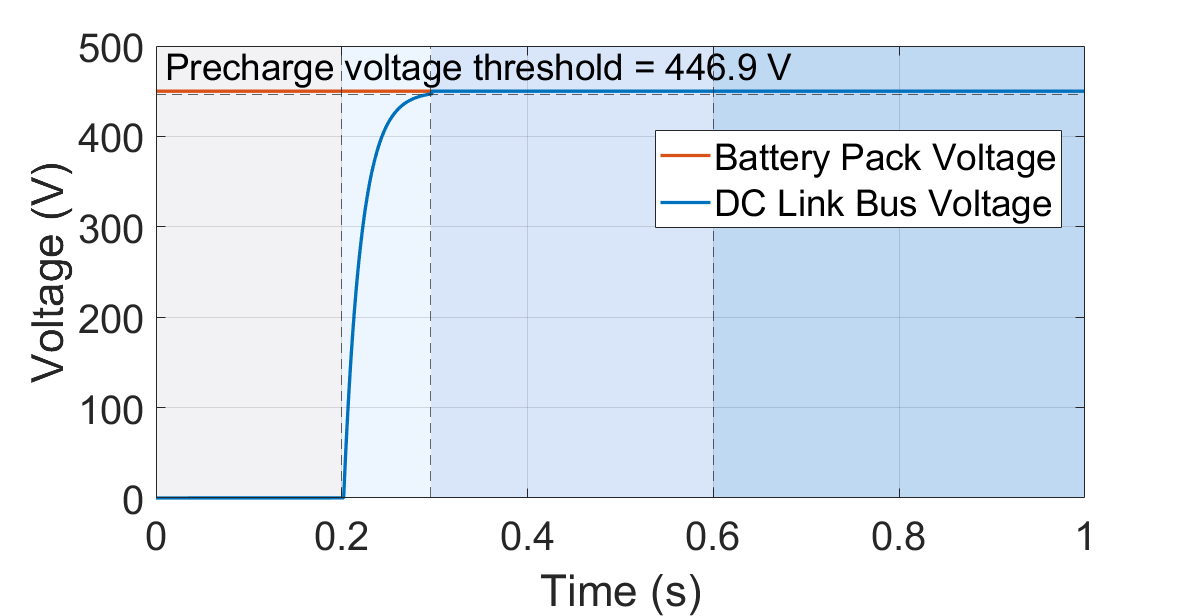 Precharge voltage threshold = 446.9 V
500
400
300
200
100
0
Voltage (V)
Battery Pack Voltage
DC Link Bus Voltage
0 0.2 0.4 0.6 0.8 1
Time (s)